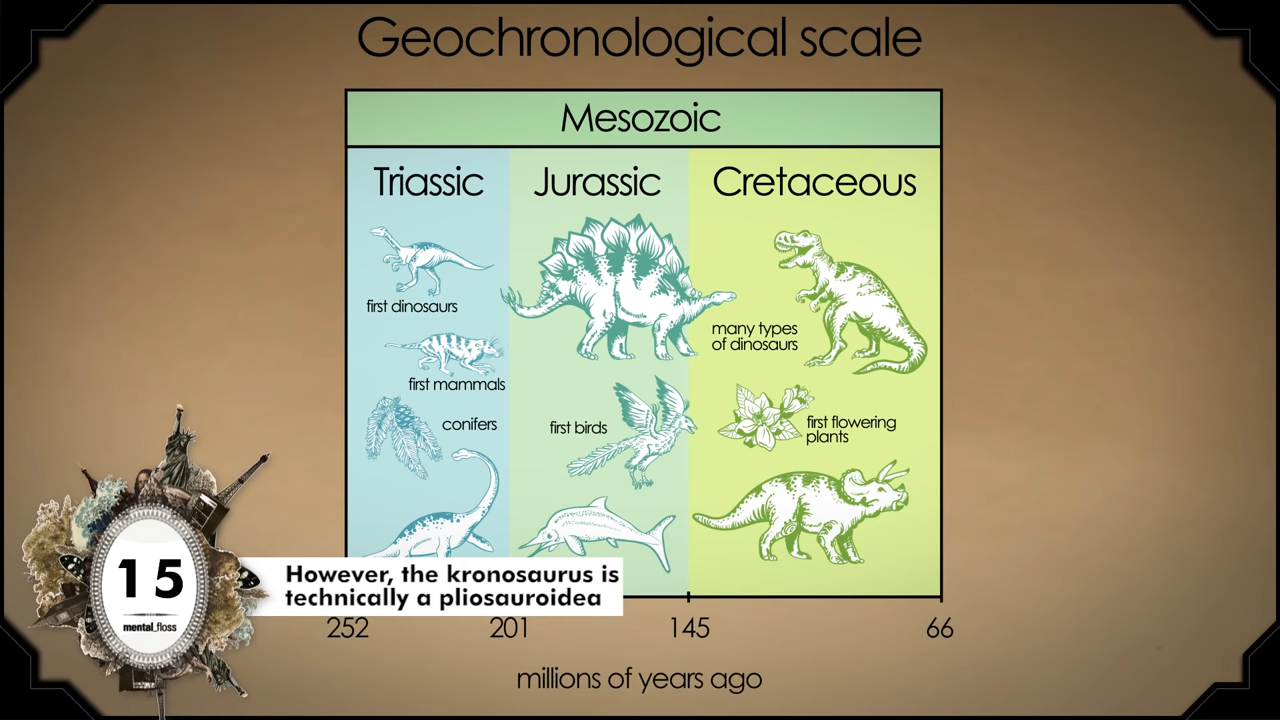 Geochronological scale
Mesozoic
Triassic
Jurassic
Cretaceous
first dinosaurs
many types
of dinosaurs
first mammals
conifers
first birds
first flowering
plants
15
mental_floss
However, the kronosaurus is
technically a pliosauroidea
252
201
145
66
millions of years ago